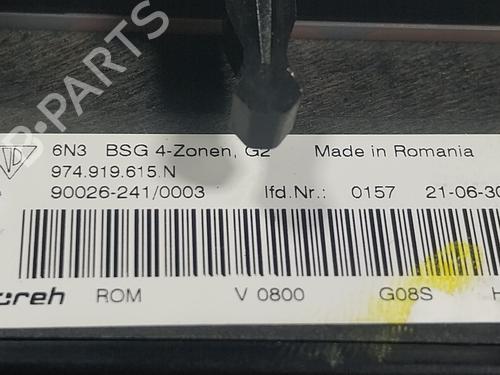 B-PARTS
6N3 BSG 4-Zonen, G2 Made in Romania
974.919.615.N
90026-241/0003 lfd.Nr.: 0157 21-06-30
reh ROM V 0800 G08S H